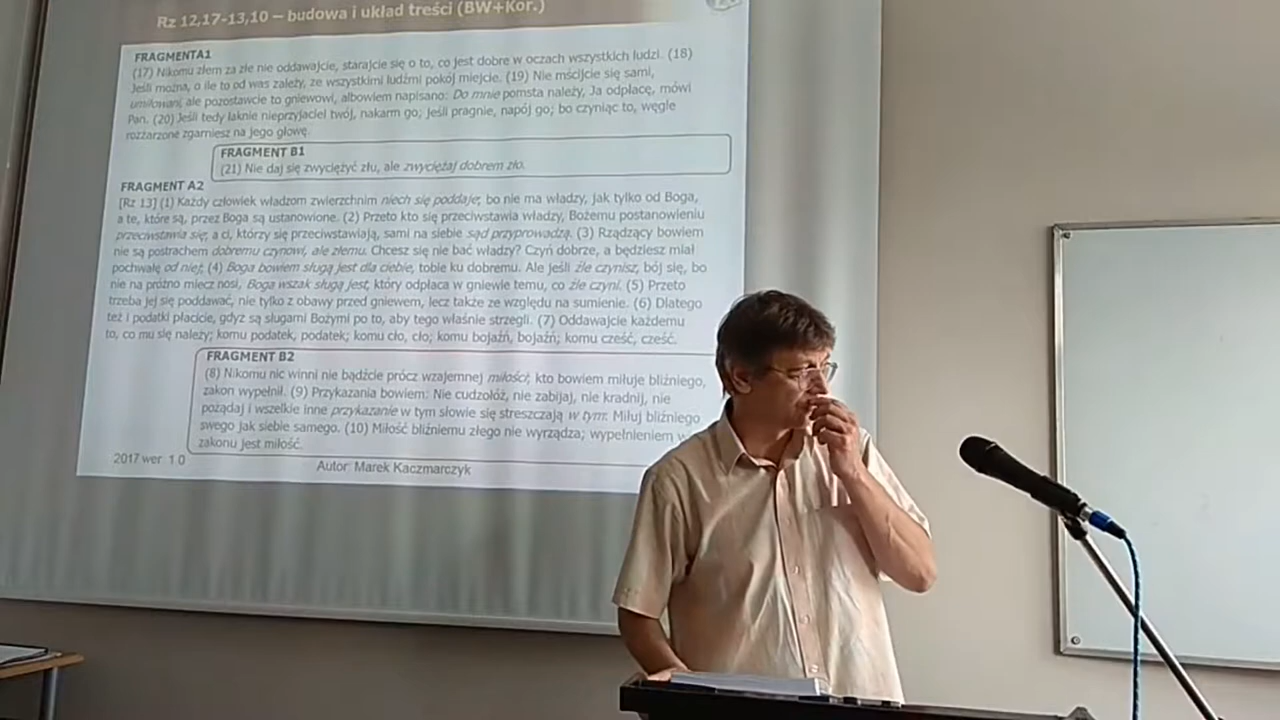 Rz 12,17-13,10 – budowa i układ treści (BW+Kor.)
FRAGMENTA1
(17) Nikomu złem za złe nie oddawajcie, starajcie się o to, co jest dobre w oczach wszystkich ludzi. (18)
Jeśli można, o ile to od was zależy, ze wszystkimi ludźmi pokój miejcie. (19) Nie mścijcie się sami,
umiłowani, ale pozostawcie to gniewowi, albowiem napisano: Do mnie pomsta należy, Ja odpłacę, mówi
Pan. (20) Jeśli tedy łaknie nieprzyjaciel twój, nakarm go; jeśli pragnie, napój go; bo czyniąc to, węgle
rozżarzone zgarniesz na jego głowę.
FRAGMENT B1
(21) Nie daj się zwyciężyć złu, ale zwyciężaj dobrem zło.
FRAGMENT A2
[Rz 13] (1) Każdy człowiek władzom zwierzchnim niech się poddaje; bo nie ma władzy, jak tylko od Boga,
a te, które są, przez Boga są ustanowione. (2) Przeto kto się przeciwstawia władzy, Bożemu postanowieniu
przeciwstawia się; a ci, którzy się przeciwstawiają, sami na siebie sąd przyprowadzą. (3) Rządzący bowiem
nie są postrachem dobremu czynowi, ale złemu. Chcesz się nie bać władzy? Czyń dobrze, a będziesz miał
pochwałę od niej; (4) Boga bowiem sługą jest dla ciebie, tobie ku dobremu. Ale jeśli źle czynisz, bój się, bo
nie na próżno miecz nosi, Boga wszak sługą jest, który odpłaca w gniewie temu, co źle czyni. (5) Przeto
trzeba jej się poddawać, nie tylko z obawy przed gniewem, lecz także ze względu na sumienie. (6) Dlatego
też i podatki płacicie, gdyż są sługami Bożymi po to, aby tego właśnie strzegli. (7) Oddawajcie każdemu
to, co mu się należy; komu podatek, podatek; komu cło, cło; komu bojaźń, bojaźń; komu cześć, cześć.
FRAGMENT B2
(8) Nikomu nic winni nie bądźcie prócz wzajemnej miłości; kto bowiem miłuje bliźniego,
zakon wypełnił. (9) Przykazania bowiem: Nie cudzołóż, nie zabijaj, nie kradnij, nie
pożądaj i wszelkie inne przykazanie w tym słowie się streszczają w tym: Miłuj bliźniego
swego jak siebie samego. (10) Miłość bliźniemu złego nie wyrządza; wypełnieniem
zakonu jest miłość.
2017 wer 1.0
Autor: Marek Kaczmarczyk